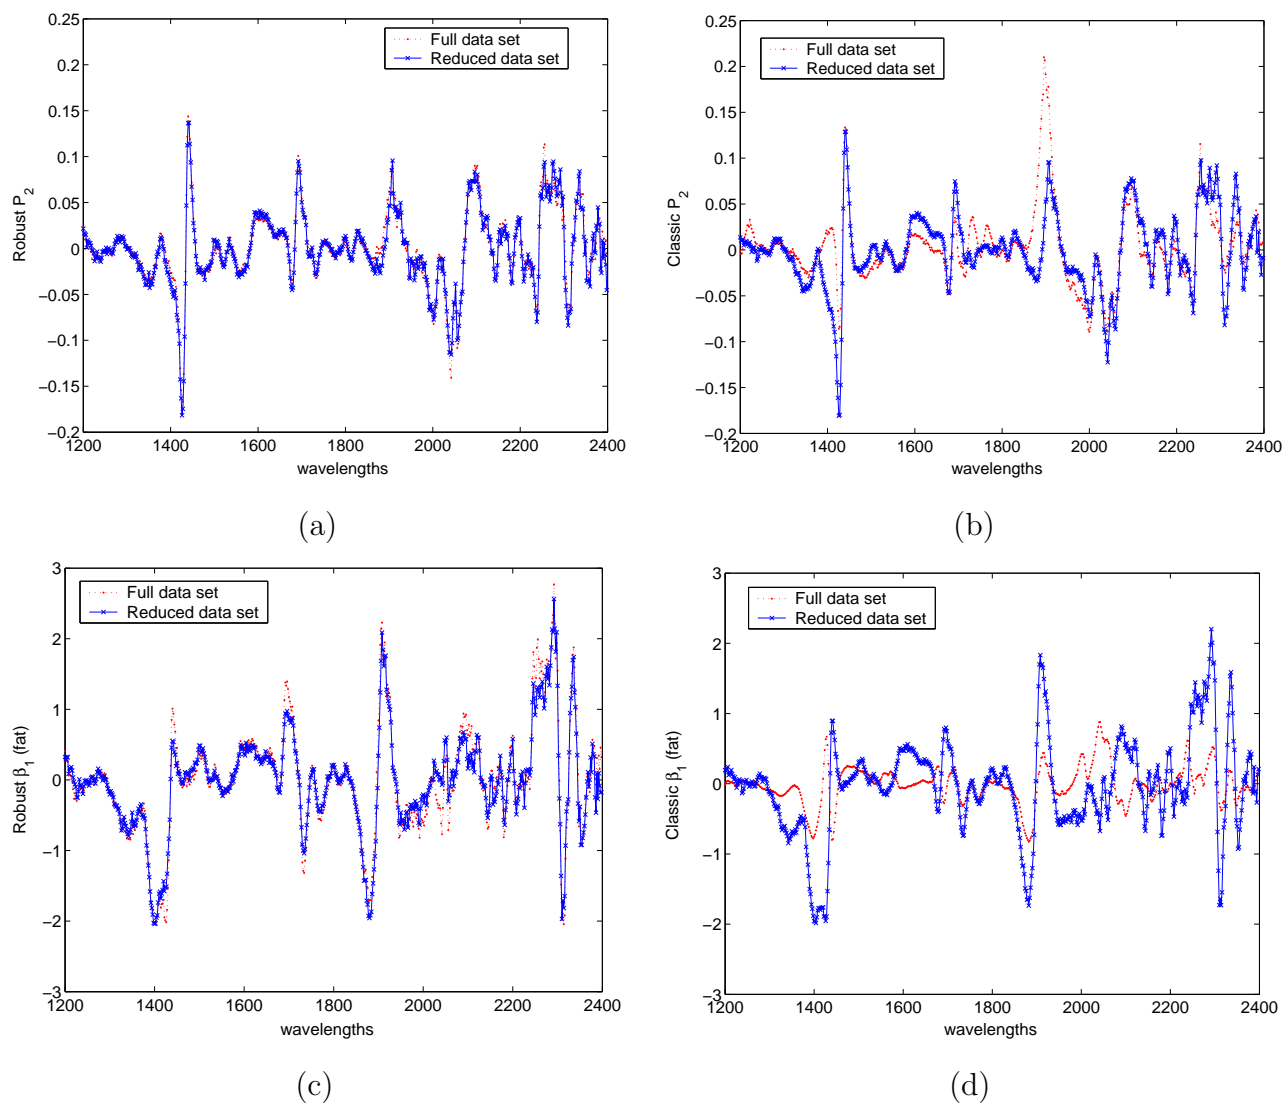 0.25
0.2
0.15
0.1
0.05
0
−0.05
−0.1
−0.15
−0.2
Robust P2
Full data set
Reduced data set
1200 1400 1600 1800 2000 2200 2400
wavelengths
(a)
0.25
0.2
0.15
0.1
0.05
0
−0.05
−0.1
−0.15
−0.2
Classic P2
Full data set
Reduced data set
1200 1400 1600 1800 2000 2200 2400
wavelengths
(b)
3
2
1
0
−1
−2
−3
Robust β1 (fat)
Full data set
Reduced data set
1200 1400 1600 1800 2000 2200 2400
wavelengths
(c)
3
2
1
0
−1
−2
−3
Classic β1 (fat)
Full data set
Reduced data set
1200 1400 1600 1800 2000 2200 2400
wavelengths
(d)